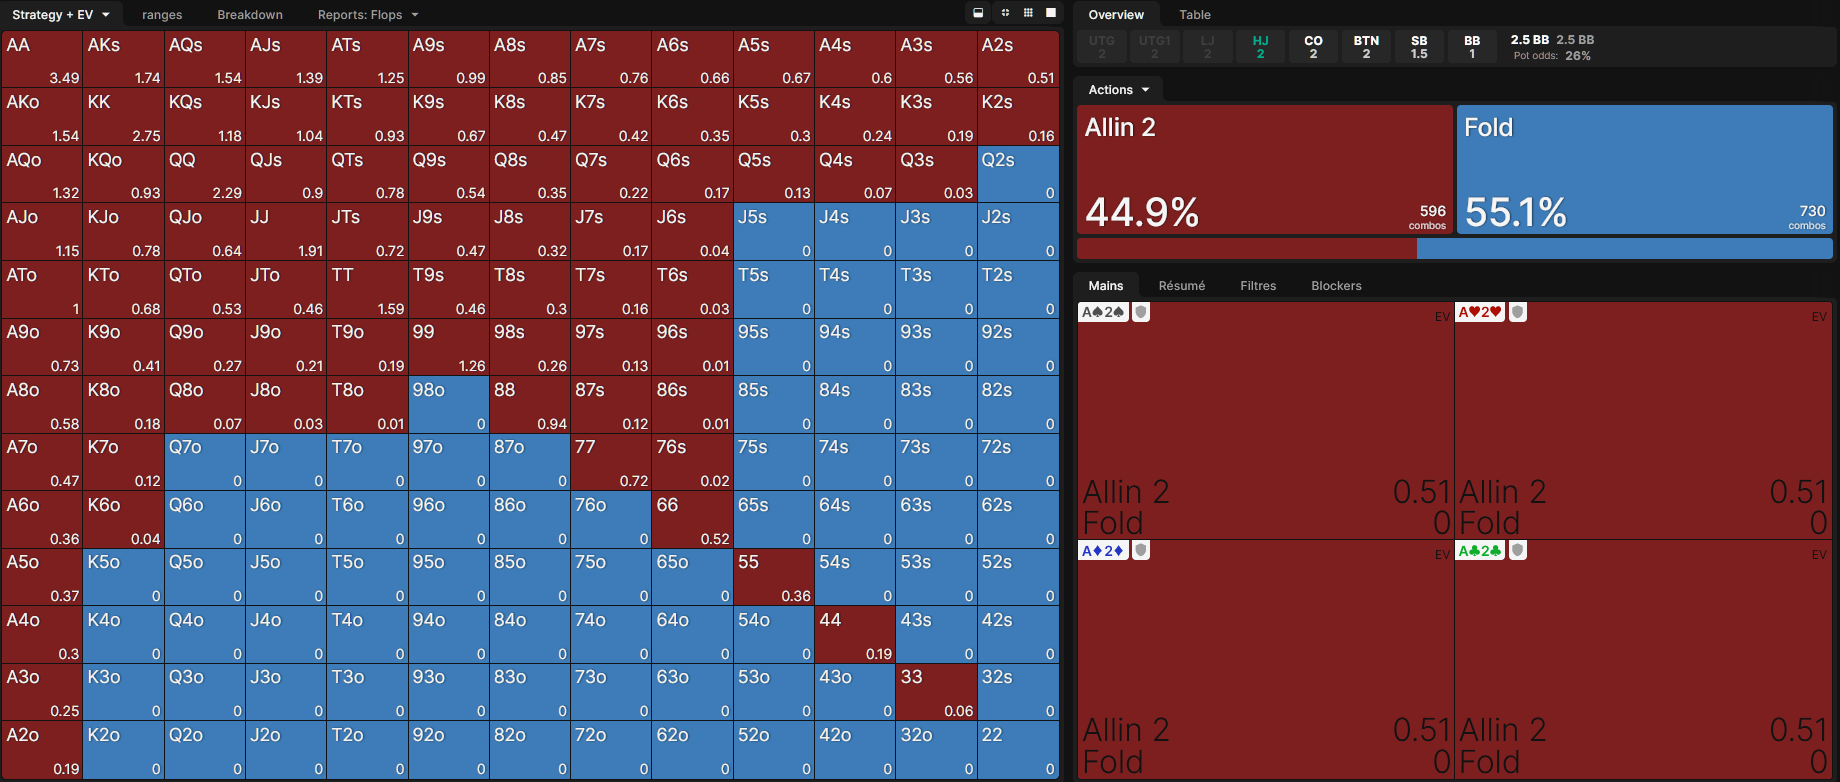 Strategy + EV ranges Breakdown Reports: Flops
AA AKs AQs AJs ATs A9s A8s A7s A6s A5s A4s A3s A2s
3.49 1.74 1.54 1.39 1.25 0.99 0.85 0.76 0.66 0.67 0.6 0.56 0.51
AKo KK KQs KJs KTs K9s K8s K7s K6s K5s K4s K3s K2s
1.54 2.75 1.18 1.04 0.93 0.67 0.47 0.42 0.35 0.3 0.24 0.19 0.16
AQo KQo QQ QJs QTs Q9s Q8s Q7s Q6s Q5s Q4s Q3s Q2s
1.32 0.93 2.29 0.9 0.78 0.54 0.35 0.22 0.17 0.13 0.07 0.03 0
AJo KJo QJo JJ JTs J9s J8s J7s J6s J5s J4s J3s J2s
1.15 0.78 0.64 1.91 0.72 0.47 0.32 0.17 0.04 0 0 0 0
ATo KTo QTo JTo TT T9s T8s T7s T6s T5s T4s T3s T2s
1 0.68 0.53 0.46 1.59 0.46 0.3 0.16 0.03 0 0 0 0
A9o K9o Q9o J9o T9o 99 98s 97s 96s 95s 94s 93s 92s
0.73 0.41 0.27 0.21 0.19 1.26 0.26 0.13 0.01 0 0 0 0
A8o K8o Q8o J8o T8o 98o 88 87s 86s 85s 84s 83s 82s
0.58 0.18 0.07 0.03 0.01 0 0.94 0.12 0.01 0 0 0 0
A7o K7o Q7o J7o T7o 97o 87o 77 76s 75s 74s 73s 72s
0.47 0.12 0 0 0 0 0 0.72 0.02 0 0 0 0
A6o K6o Q6o J6o T6o 96o 86o 76o 66 65s 64s 63s 62s
0.36 0.04 0 0 0 0 0 0 0.52 0 0 0 0
A5o K5o Q5o J5o T5o 95o 85o 75o 65o 55 54s 53s 52s
0.37 0 0 0 0 0 0 0 0 0.36 0 0 0
A4o K4o Q4o J4o T4o 94o 84o 74o 64o 54o 44 43s 42s
0.3 0 0 0 0 0 0 0 0 0 0.19 0 0
A3o K3o Q3o J3o T3o 93o 83o 73o 63o 53o 43o 33 32s
0.25 0 0 0 0 0 0 0 0 0 0 0.06 0
A2o K2o Q2o J2o T2o 92o 82o 72o 62o 52o 42o 32o 22
0.19 0 0 0 0 0 0 0 0 0 0 0 0
Overview Table
UTG UTG1 LJ HJ CO BTN SB BB 2.5 BB 2.5 BB
2 2 2 2 2 2 1.5 1 Pot odds: 26%
Actions
Allin 2 Fold
44.9% 596 combos 55.1% 730 combos
Mains Résumé Filtres Blockers
A♠2♠ EV A♥2♥ EV
Allin 2 0.51 Allin 2 0.51
Fold 0 Fold 0
A♦2♦ EV A♣2♣ EV
Allin 2 0.51 Allin 2 0.51
Fold 0 Fold 0